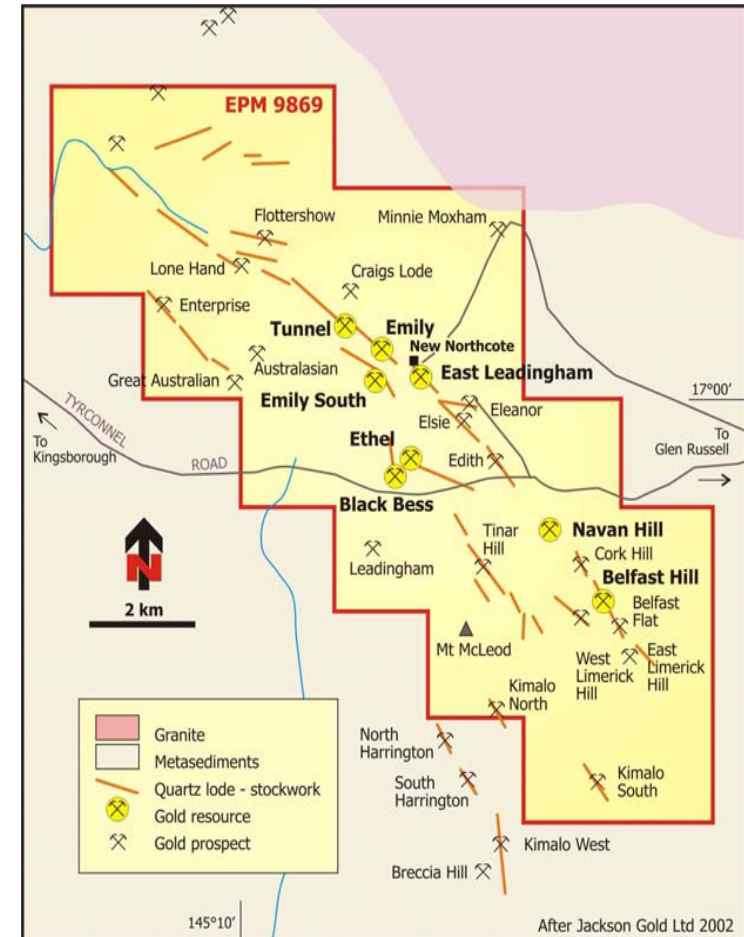 EPM 9869
Flottershow
Minnie Moxham
Lone Hand
Craigs Lode
Enterprise
Tunnel
Emily
New Northcote
Australasian
East Leadingham
Great Australian
Emily South
17°00'
Eleanor
Elsie
TYRCONNEL
ROAD
To
Kingsborough
To
Glen Russell
Ethel
Edith
Black Bess
Tinar
Hill
Navan Hill
Leadingham
Cork Hill
N
Belfast Hill
2 km
Belfast
Flat
Mt McLeod
West
Limerick
Hill
East
Limerick
Hill
Kimalo
North
North
Harrington
South
Harrington
Kimalo
South
Granite
Metasediments
Quartz lode - stockwork
Gold resource
Gold prospect
Kimalo West
Breccia Hill
145°10'
After Jackson Gold Ltd 2002